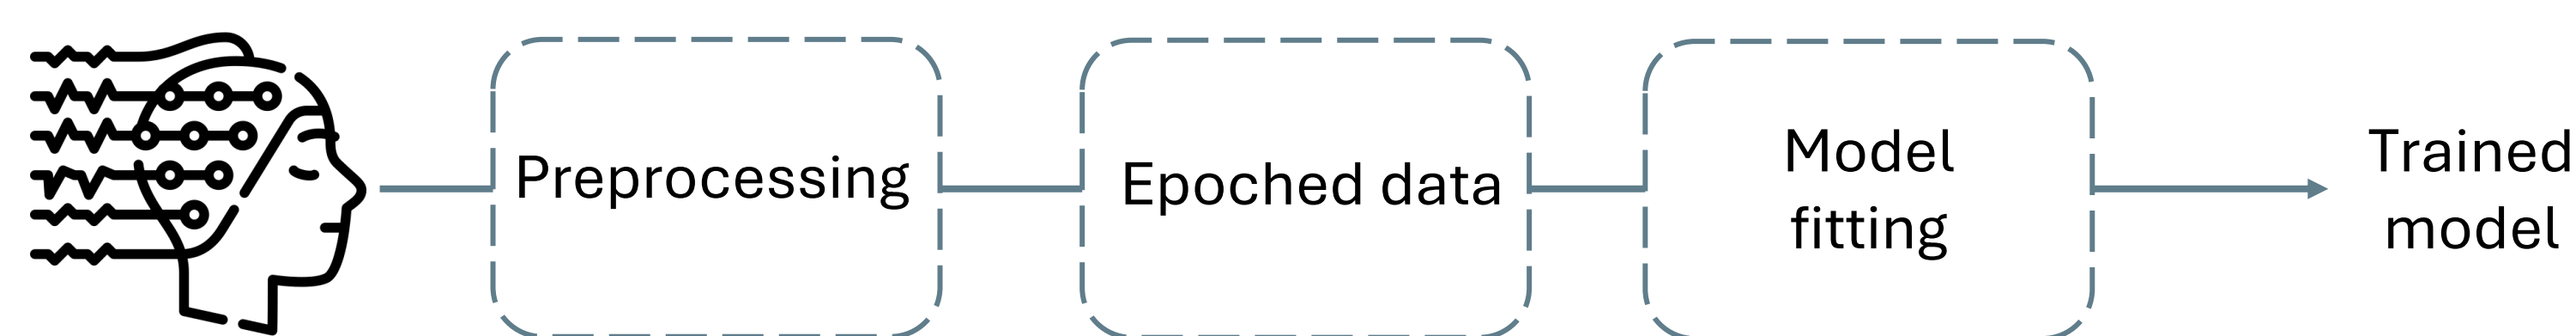 Preprocessing
Epoched data
Model
fitting
Trained
model